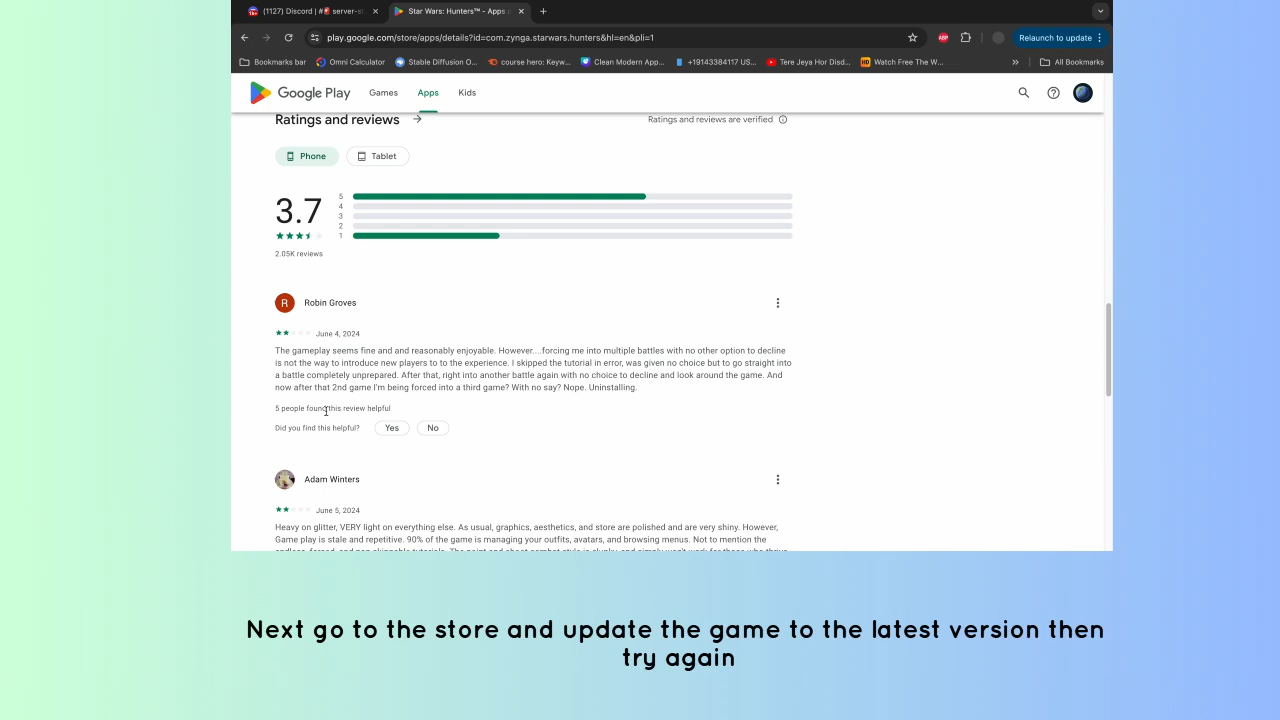 (1127) Discord | #
server-s
Star Wars: Hunters™ - Apps o
play.google.com/store/apps/details?id=com.zynga.starwars.hunters&hl=en&pli=1
ABP
Relaunch to update
Bookmarks bar
Omni Calculator
Stable Diffusion O...
course hero: Keyw...
Clean Modern App...
+19143384117 US...
Tere Jeya Hor Disd...
HD Watch Free The W...
»
All Bookmarks
Google Play
Games
Apps
Kids
Ratings and reviews
Ratings and reviews are verified
Phone
Tablet
3.7
5
4
3
2
1
2.05K reviews
R
Robin Groves
June 4, 2024
The gameplay seems fine and and reasonably enjoyable. However....forcing me into multiple battles with no other option to decline
is not the way to introduce new players to to the experience. I skipped the tutorial in error, was given no choice but to go straight into
a battle completely unprepared. After that, right into another battle again with no choice to decline and look around the game. And
now after that 2nd game I'm being forced into a third game? With no say? Nope. Uninstalling.
5 people found this review helpful
Did you find this helpful?
Yes
No
Adam Winters
June 5, 2024
Heavy on glitter, VERY light on everything else. As usual, graphics, aesthetics, and store are polished and are very shiny. However,
Game play is stale and repetitive. 90% of the game is managing your outfits, avatars, and browsing menus. Not to mention the
Next go to the store and update the game to the latest version then
try again